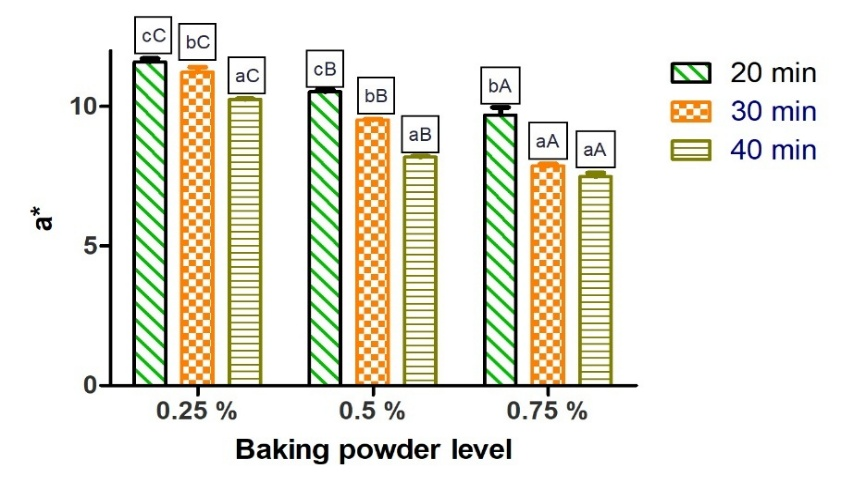 cC
bC
aC
cB
bB
aB
bA
aA
aA
20 min
30 min
40 min
10
5
0
a*
0.25 %
0.5 %
0.75 %
Baking powder level